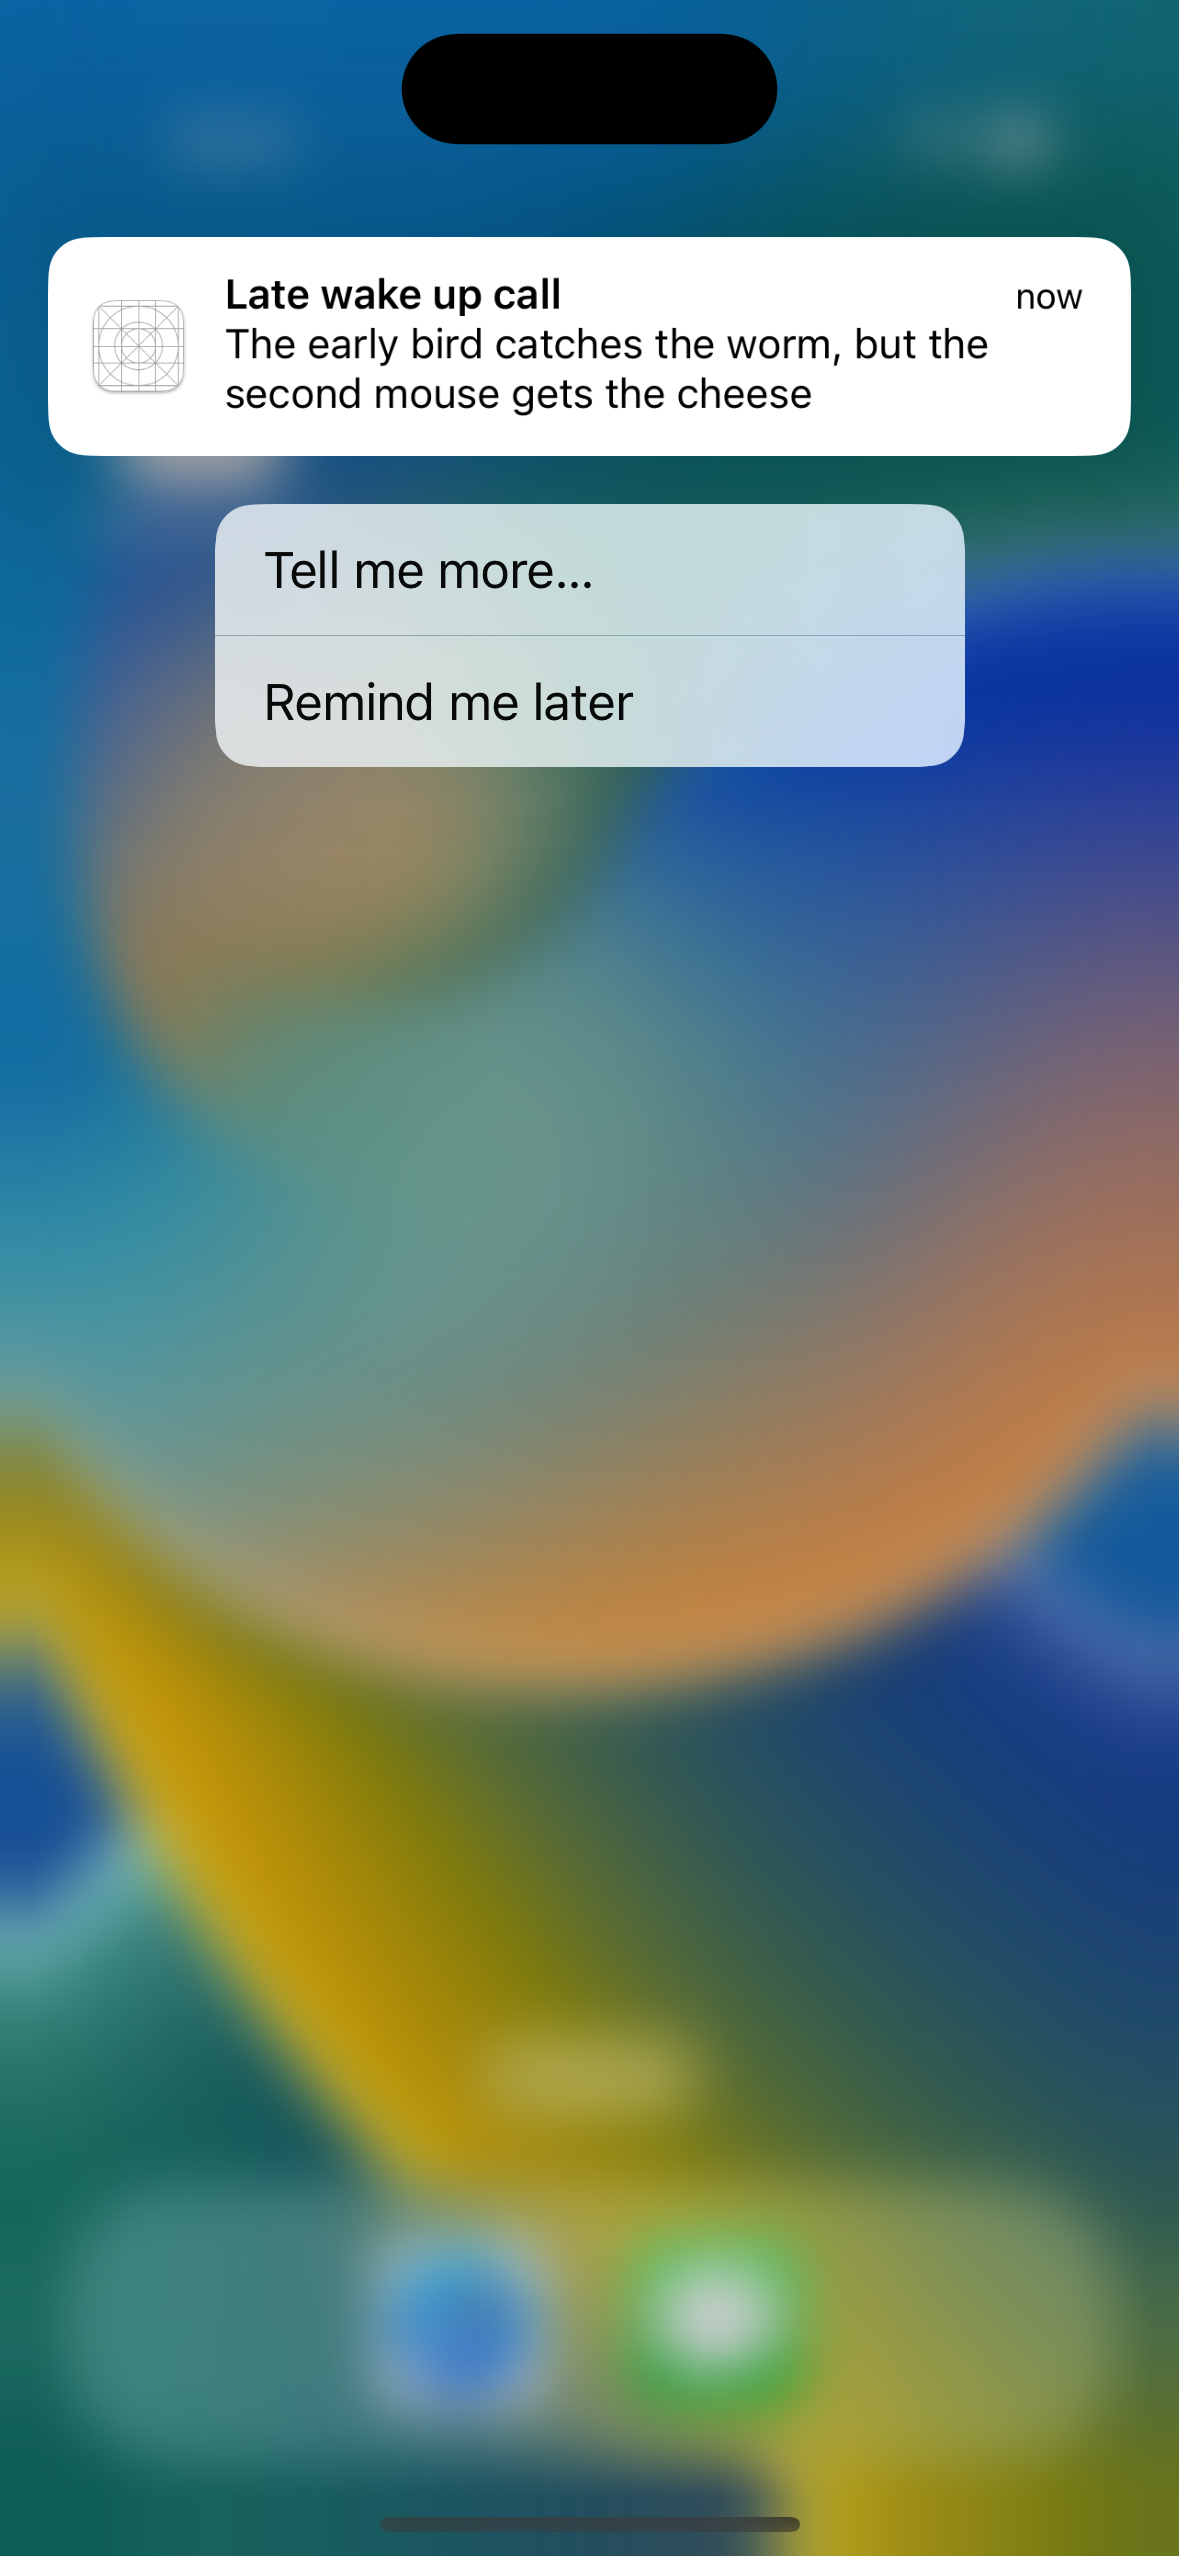 Late wake up call
now
The early bird catches the worm, but the
second mouse gets the cheese
Tell me more...
Remind me later